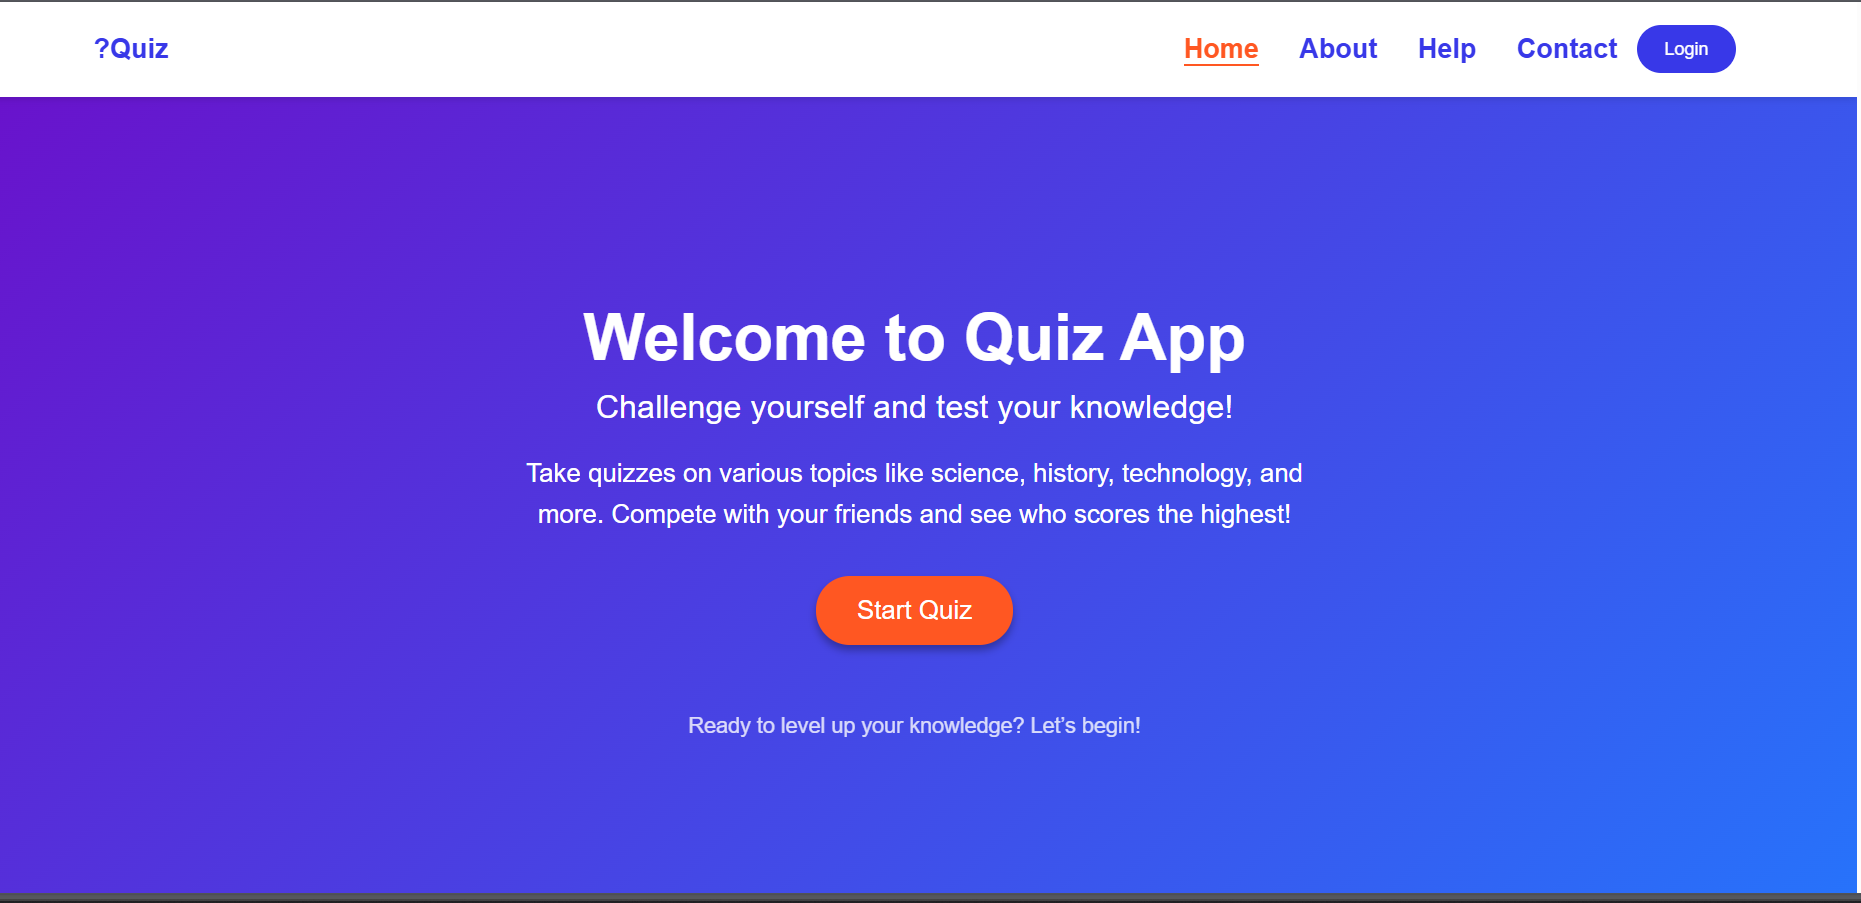 ?Quiz
Home
About
Help
Contact
Login
Welcome to Quiz App
Challenge yourself and test your knowledge!
Take quizzes on various topics like science, history, technology, and
more. Compete with your friends and see who scores the highest!
Start Quiz
Ready to level up your knowledge? Let’s begin!